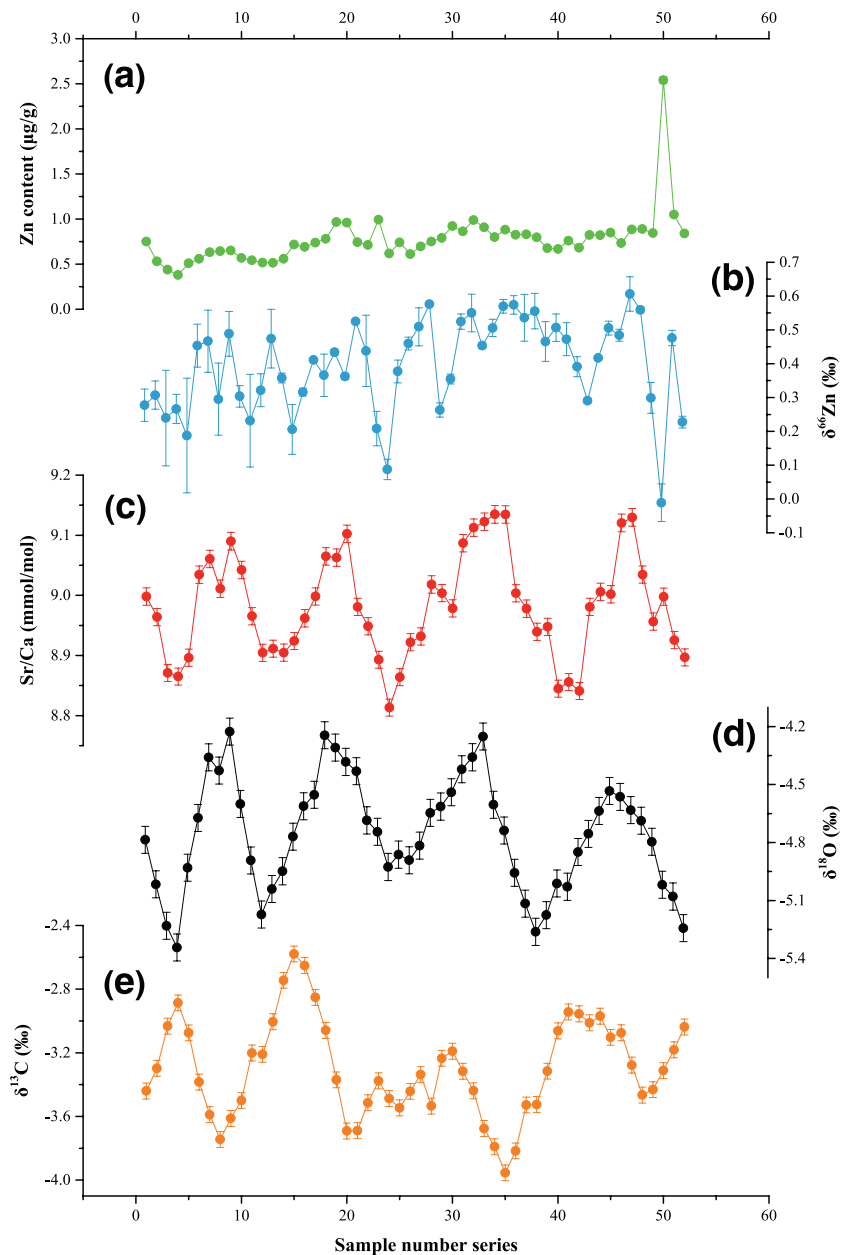 0 10 20 30 40 50 60
(a)
3.0
2.5
2.0
1.5
1.0
0.5
0.0
Zn content (μg/g)
(b)
0.7
0.6
0.5
0.4
0.3
0.2
0.1
0.0
-0.1
δ⁶⁶Zn (‰)
(c)
9.2
9.1
9.0
8.9
8.8
Sr/Ca (mmol/mol)
(d)
-4.2
-4.5
-4.8
-5.1
-5.4
δ¹⁸O (‰)
(e)
-2.4
-2.8
-3.2
-3.6
-4.0
δ¹³C (‰)
0 10 20 30 40 50 60
Sample number series